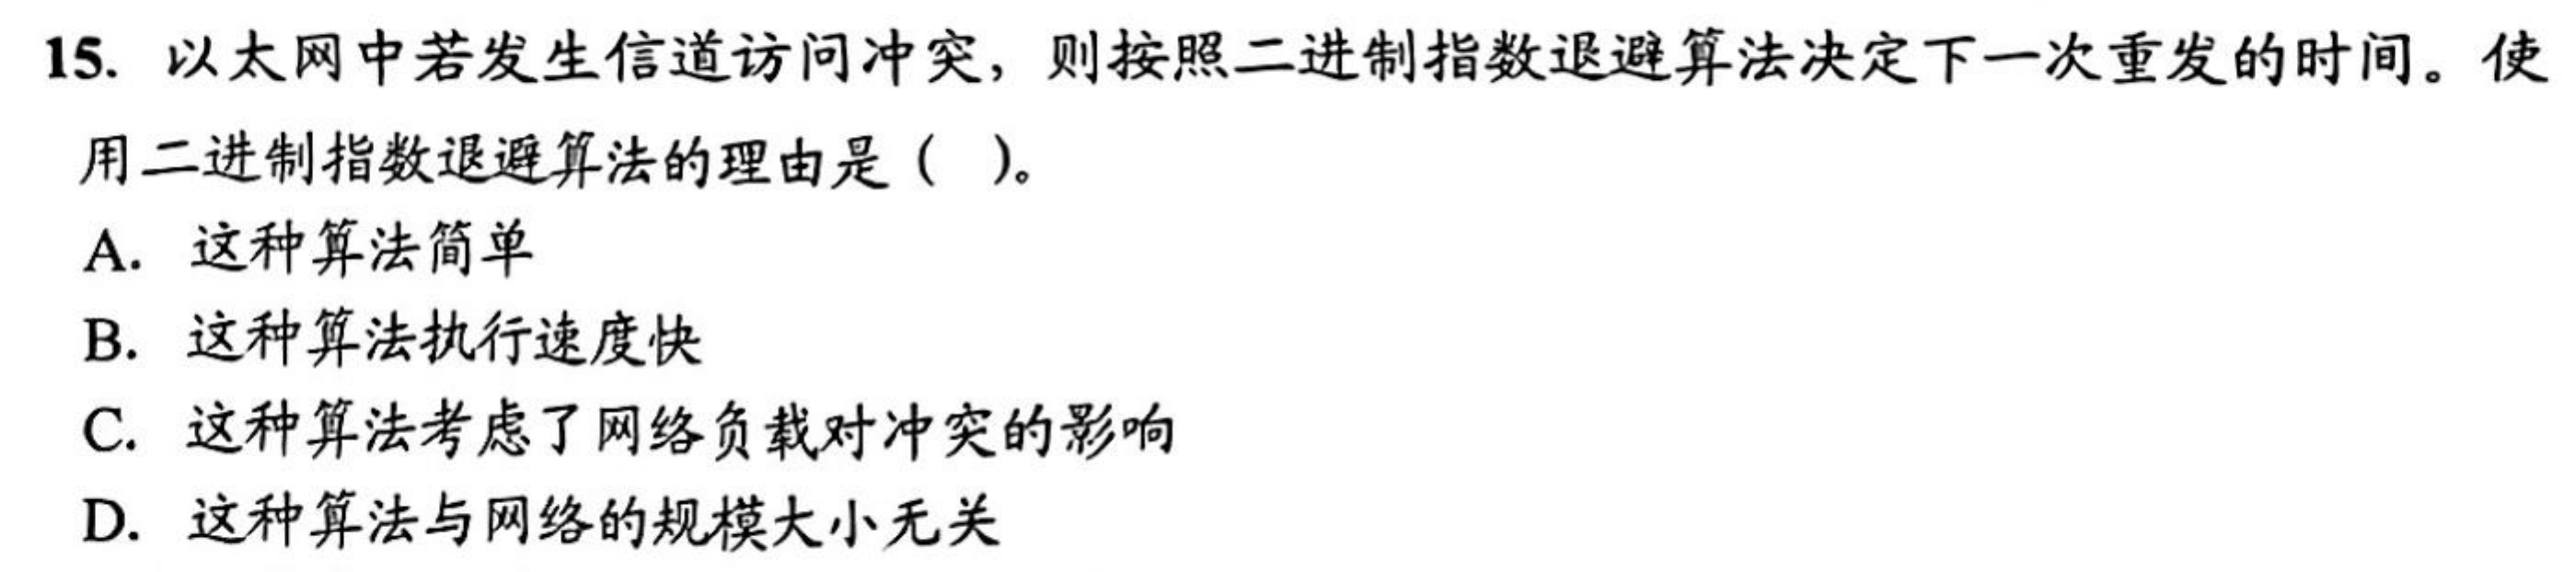 15. 以太网中若发生信道访问冲突，则按照二进制指数退避算法决定下一次重发的时间。使
用二进制指数退避算法的理由是（ ）。
A. 这种算法简单
B. 这种算法执行速度快
C. 这种算法考虑了网络负载对冲突的影响
D. 这种算法与网络的规模大小无关